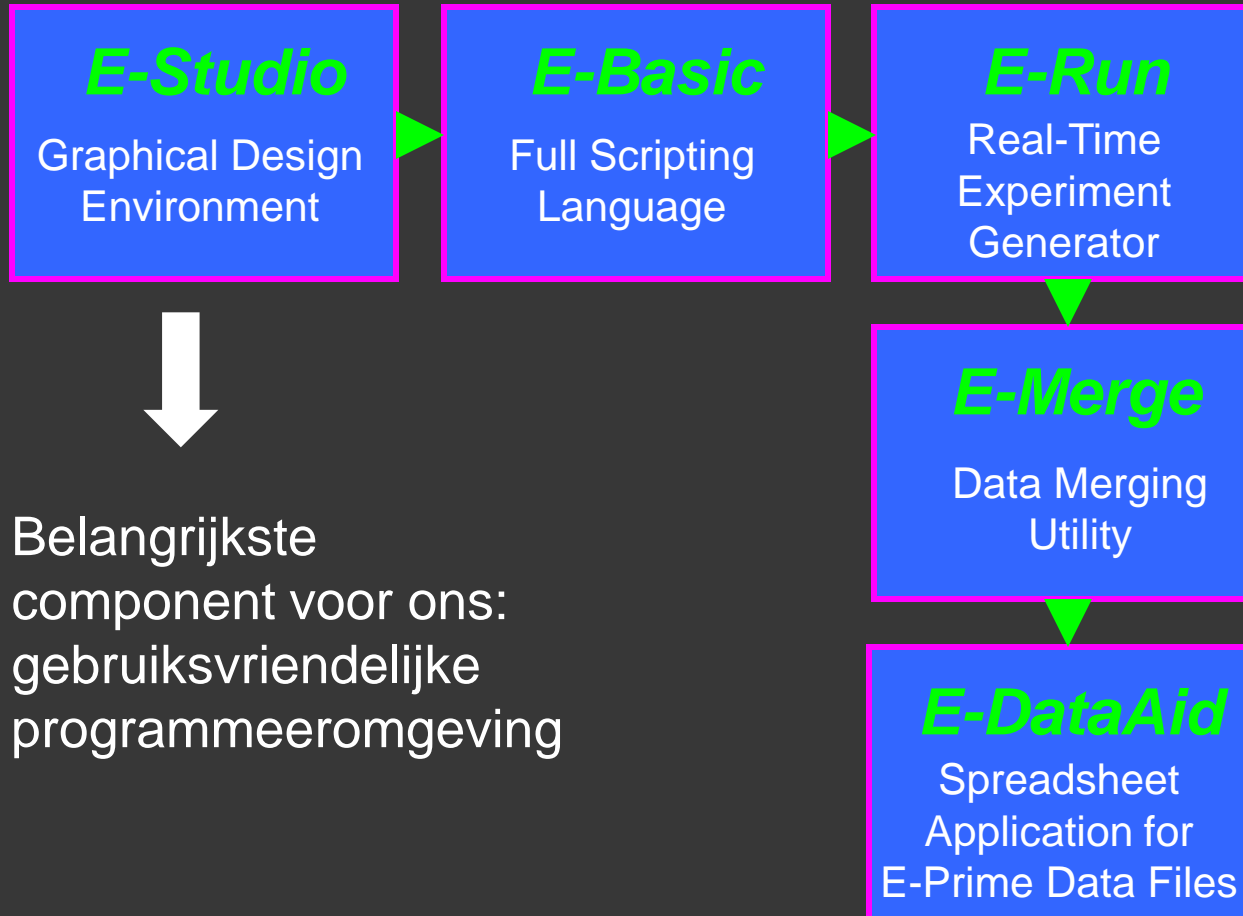 E-Studio
Graphical Design
Environment
E-Basic
Full Scripting
Language
E-Run
Real-Time
Experiment
Generator
E-Merge
Data Merging
Utility
E-DataAid
Spreadsheet
Application for
E-Prime Data Files
Belangrijkste
component voor ons:
gebruiksvriendelijke
programmeeromgeving